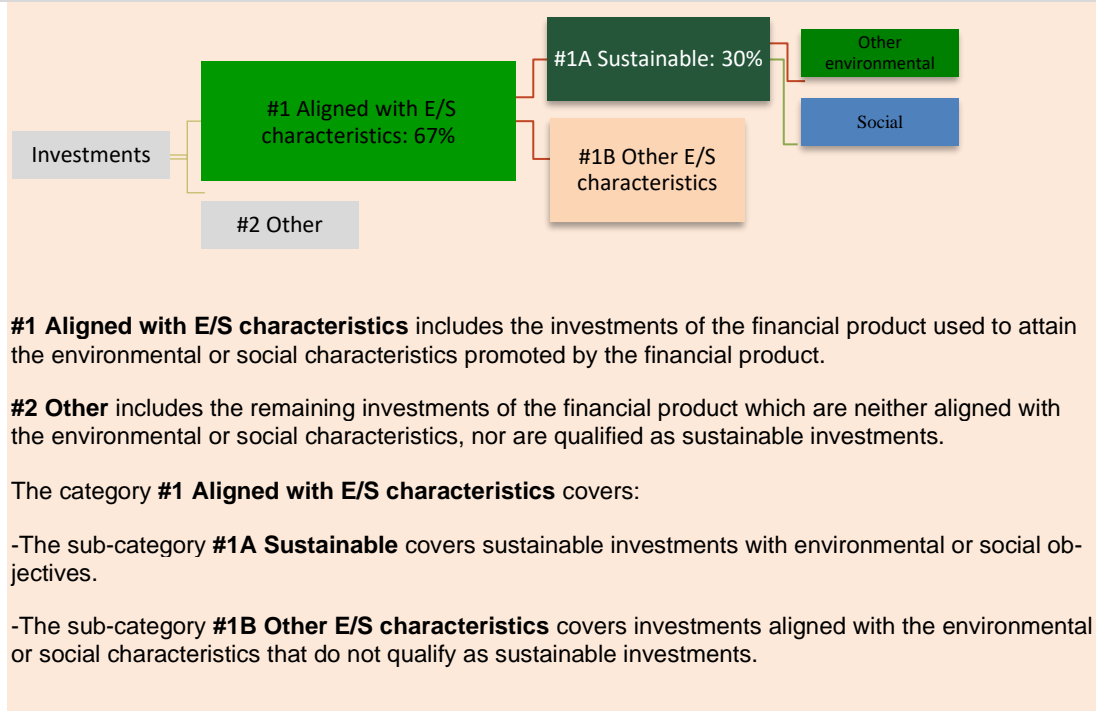 Investments
#1 Aligned with E/S
characteristics: 67%
#2 Other
#1A Sustainable: 30%
#1B Other E/S
characteristics
Other
environmental
Social
#1 Aligned with E/S characteristics includes the investments of the financial product used to attain
the environmental or social characteristics promoted by the financial product.
#2 Other includes the remaining investments of the financial product which are neither aligned with
the environmental or social characteristics, nor are qualified as sustainable investments.
The category #1 Aligned with E/S characteristics covers:
-The sub-category #1A Sustainable covers sustainable investments with environmental or social ob-
jectives.
-The sub-category #1B Other E/S characteristics covers investments aligned with the environmental
or social characteristics that do not qualify as sustainable investments.